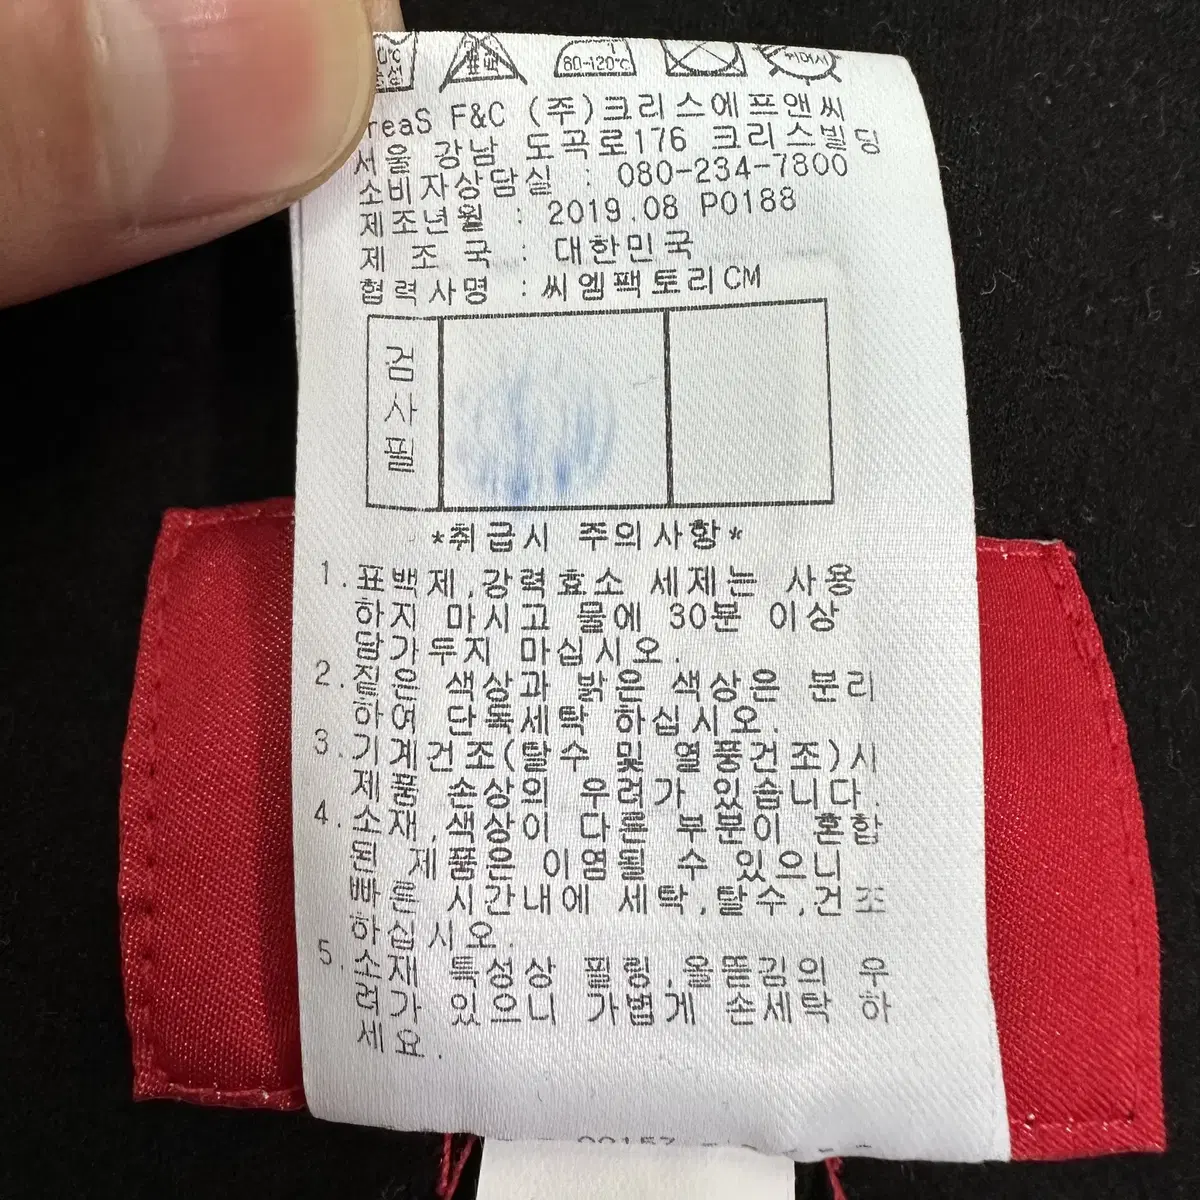 표백
80-120℃
쥐어서
reaS F&C (주)크리스에프앤씨
서울 강남 도곡로176 크리스빌딩
소비자상담실 : 080-234-7800
제조년월 : 2019.08 P0188
제 조 국 : 대한민국
협력사명 : 씨엠팩토리CM
검사필
*취급시 주의사항*
1.표백제,강력효소 세제는 사용
하지 마시고 물에 30분 이상
담가두지 마십시오.
2.짙은 색상과 밝은 색상은 분리
하여 단독세탁 하십시오.
3.기계건조(탈수 및 열풍건조)시
제품 손상의 우려가 있습니다.
4.소재,색상이 다른 부분이 혼합
된 제품은 이염될 수 있으니
빠른 시간내에 세탁,탈수,건조
하십시오.
5.소재 특성상 필링,올뜯김의 우
려가 있으니 가볍게 손세탁 하
세요.